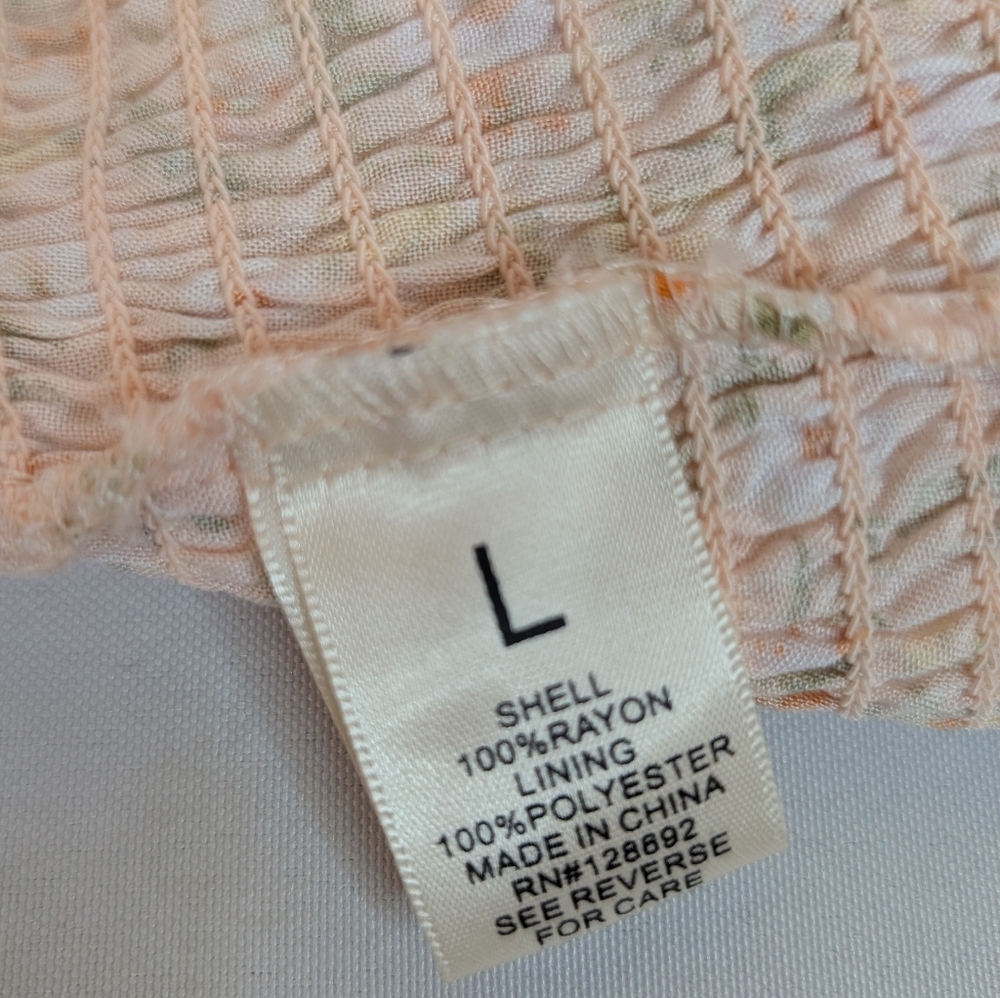 L
SHELL
100%RAYON
LINING
100%POLYESTER
MADE IN CHINA
RN#128692
SEE REVERSE
FOR CARE